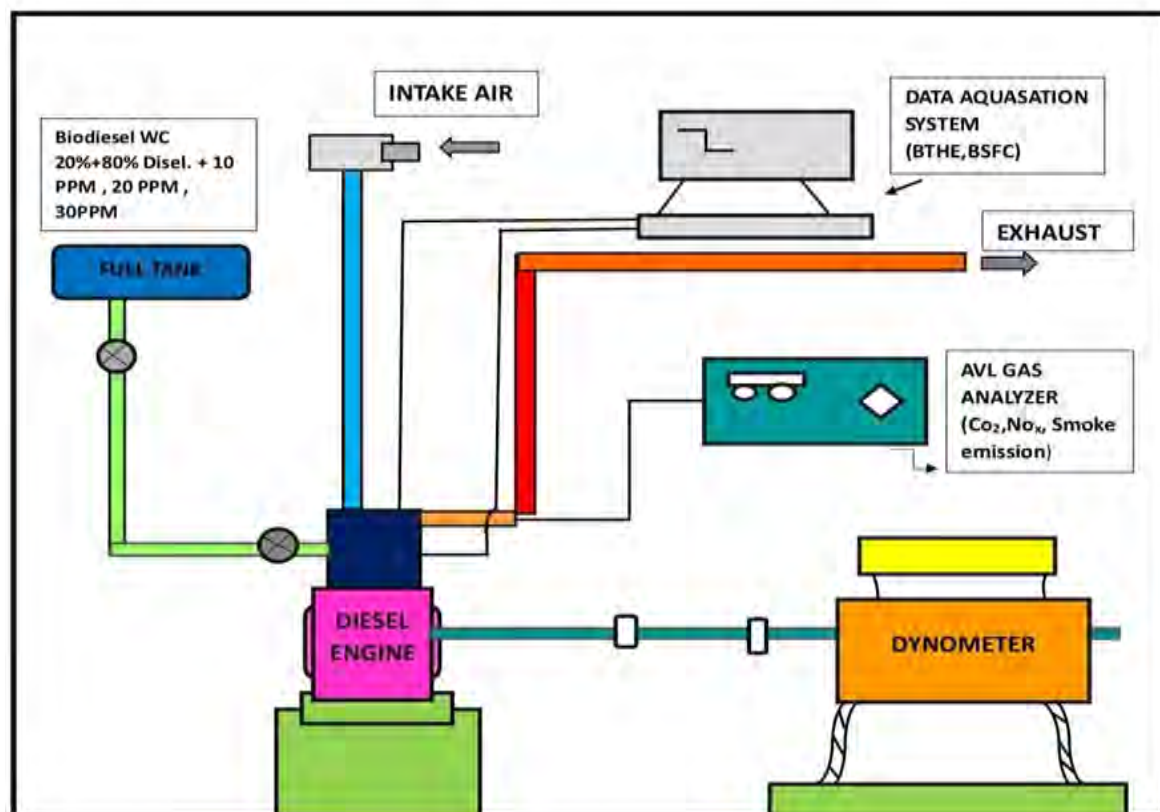 INTAKE AIR
DATA AQUASATION
SYSTEM
(BTHE,BSFC)
Biodiesel WC
20%+80% Disel. + 10
PPM , 20 PPM ,
30PPM
EXHAUST
FULL TANK
AVL GAS
ANALYZER
(Co₂,Noₓ, Smoke
emission)
DIESEL
ENGINE
DYNOMETER